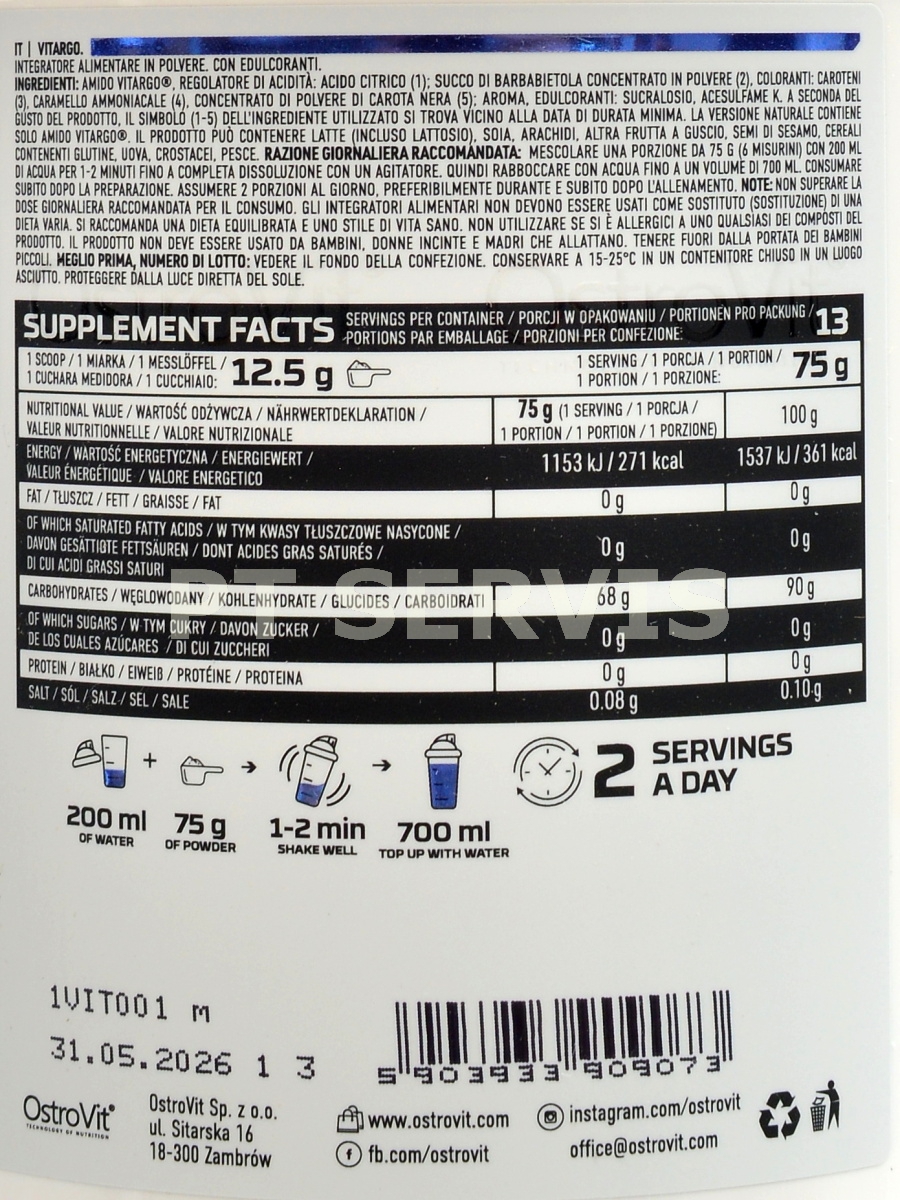 IT | VITARGO.
INTEGRATORE ALIMENTARE IN POLVERE. CON EDULCORANTI.
INGREDIENTI: AMIDO VITARGO®, REGOLATORE DI ACIDITÀ: ACIDO CITRICO (1); SUCCO DI BARBABIETOLA CONCENTRATO IN POLVERE (2), COLORANTI: CAROTENI
(3), CARAMELLO AMMONIACALE (4), CONCENTRATO DI POLVERE DI CAROTA NERA (5); AROMA, EDULCORANTI: SUCRALOSIO, ACESULFAME K. A SECONDA DEL
GUSTO DEL PRODOTTO, IL SIMBOLO (1-5) DELL'INGREDIENTE UTILIZZATO SI TROVA VICINO ALLA DATA DI DURATA MINIMA. LA VERSIONE NATURALE CONTIENE
SOLO AMIDO VITARGO®. IL PRODOTTO PUÒ CONTENERE LATTE (INCLUSO LATTOSIO), SOIA, ARACHIDI, ALTRA FRUTTA A GUSCIO, SEMI DI SESAMO, CEREALI
CONTENENTI GLUTINE, UOVA, CROSTACEI, PESCE. RAZIONE GIORNALIERA RACCOMANDATA: MESCOLARE UNA PORZIONE DA 75 G (6 MISURINI) CON 200 ML
DI ACQUA PER 1-2 MINUTI FINO A COMPLETA DISSOLUZIONE CON UN AGITATORE. QUINDI RABBOCCARE CON ACQUA FINO A UN VOLUME DI 700 ML. CONSUMARE
SUBITO DOPO LA PREPARAZIONE. ASSUMERE 2 PORZIONI AL GIORNO, PREFERIBILMENTE DURANTE E SUBITO DOPO L'ALLENAMENTO. NOTE: NON SUPERARE LA
DOSE GIORNALIERA RACCOMANDATA PER IL CONSUMO. GLI INTEGRATORI ALIMENTARI NON DEVONO ESSERE USATI COME SOSTITUTO (SOSTITUZIONE) DI UNA
DIETA VARIA. SI RACCOMANDA UNA DIETA EQUILIBRATA E UNO STILE DI VITA SANO. NON UTILIZZARE SE SI È ALLERGICI A UNO QUALSIASI DEI COMPOSTI DEL
PRODOTTO. IL PRODOTTO NON DEVE ESSERE USATO DA BAMBINI, DONNE INCINTE E MADRI CHE ALLATTANO. TENERE FUORI DALLA PORTATA DEI BAMBINI
PICCOLI. MEGLIO PRIMA, NUMERO DI LOTTO: VEDERE IL FONDO DELLA CONFEZIONE. CONSERVARE A 15-25°C IN UN CONTENITORE CHIUSO IN UN LUOGO
ASCIUTTO. PROTEGGERE DALLA LUCE DIRETTA DEL SOLE.
SUPPLEMENT FACTS SERVINGS PER CONTAINER / PORCJI W OPAKOWANIU / PORTIONEN PRO PACKUNG / PORTIONS PAR EMBALLAGE / PORZIONI PER CONFEZIONE: 13
1 SCOOP / 1 MIARKA / 1 MESSLÖFFEL / 1 CUCHARA MEDIDORA / 1 CUCCHIAIO: 12.5 g
1 SERVING / 1 PORCJA / 1 PORTION / 1 PORTION / 1 PORZIONE: 75 g
NUTRITIONAL VALUE / WARTOŚĆ ODŻYWCZA / NÄHRWERTDEKLARATION / VALEUR NUTRITIONNELLE / VALORE NUTRIZIONALE
75 g (1 SERVING / 1 PORCJA / 1 PORTION / 1 PORTION / 1 PORZIONE)
100 g
ENERGY / WARTOŚĆ ENERGETYCZNA / ENERGIEWERT / VALEUR ÉNERGÉTIQUE / VALORE ENERGETICO
1153 kJ / 271 kcal 1537 kJ / 361 kcal
FAT / TŁUSZCZ / FETT / GRAISSE / FAT 0 g 0 g
OF WHICH SATURATED FATTY ACIDS / W TYM KWASY TŁUSZCZOWE NASYCONE /
DAVON GESÄTTIGTE FETTSÄUREN / DONT ACIDES GRAS SATURÉS /
DI CUI ACIDI GRASSI SATURI
0 g 0 g
CARBOHYDRATES / WĘGLOWODANY / KOHLENHYDRATE / GLUCIDES / CARBOIDRATI 68 g 90 g
PT SERVIS
OF WHICH SUGARS / W TYM CUKRY / DAVON ZUCKER /
DE LOS CUALES AZÚCARES / DI CUI ZUCCHERI
0 g 0 g
PROTEIN / BIAŁKO / EIWEIß / PROTÉINE / PROTEINA 0 g 0 g
SALT / SÓL / SALZ / SEL / SALE 0.08 g 0.10 g
200 ml
OF WATER
+
75 g
OF POWDER
1-2 min
SHAKE WELL
700 ml
TOP UP WITH WATER
2 SERVINGS
A DAY
1VIT001 m
31.05.2026 1 3
5 903933 909073
OstroVit®
TECHNOLOGY OF NUTRITION
OstroVit Sp. z o.o.
ul. Sitarska 16
18-300 Zambrów
www.ostrovit.com
fb.com/ostrovit
instagram.com/ostrovit
office@ostrovit.com